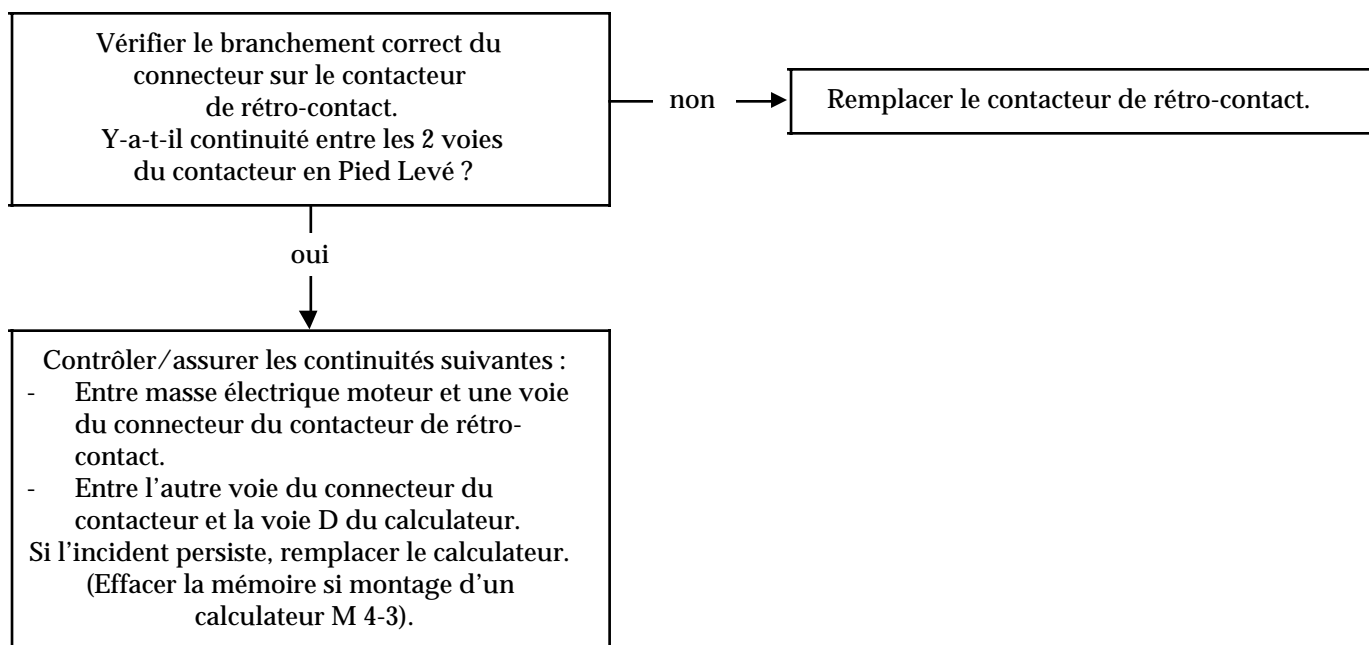 Vérifier le branchement correct du
connecteur sur le contacteur
de rétro-contact.
Y-a-t-il continuité entre les 2 voies
du contacteur en Pied Levé ?
non
Remplacer le contacteur de rétro-contact.
oui
Contrôler/assurer les continuités suivantes :
- Entre masse électrique moteur et une voie
du connecteur du contacteur de rétro-
contact.
- Entre l’autre voie du connecteur du
contacteur et la voie D du calculateur.
Si l’incident persiste, remplacer le calculateur.
(Effacer la mémoire si montage d’un
calculateur M 4-3).